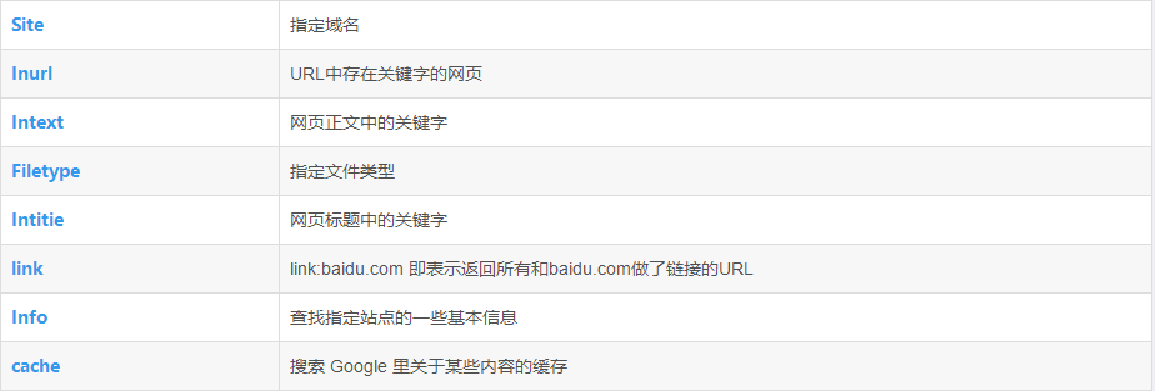 Site 指定域名
Inurl URL中存在关键字的网页
Intext 网页正文中的关键字
Filetype 指定文件类型
Intitie 网页标题中的关键字
link link:baidu.com 即表示返回所有和baidu.com做了链接的URL
Info 查找指定站点的一些基本信息
cache 搜索 Google 里关于某些内容的缓存